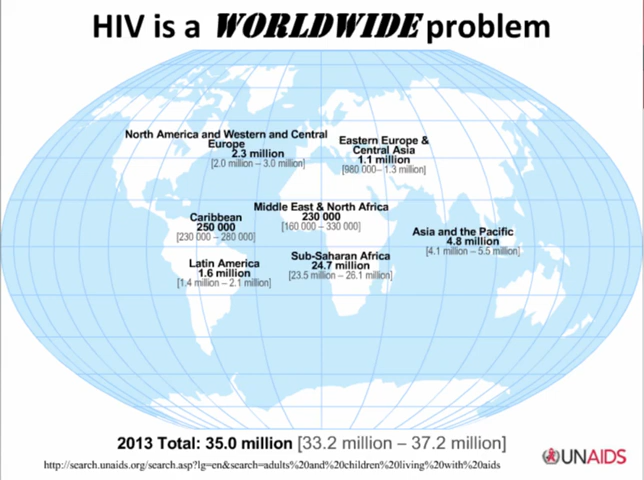 HIV is a WORLDWIDE problem
North America and Western and Central
Europe
2.3 million
[2.0 million – 3.0 million]
Eastern Europe &
Central Asia
1.1 million
[980 000– 1.3 million]
Middle East & North Africa
230 000
[160 000 – 330 000]
Caribbean
250 000
[230 000 – 280 000]
Asia and the Pacific
4.8 million
[4.1 million – 5.5 million]
Sub-Saharan Africa
24.7 million
[23.5 million – 26.1 million]
Latin America
1.6 million
[1.4 million – 2.1 million]
2013 Total: 35.0 million [33.2 million – 37.2 million]
http://search.unaids.org/search.asp?lg=en&search=adults%20and%20children%20living%20with%20aids
UNAIDS